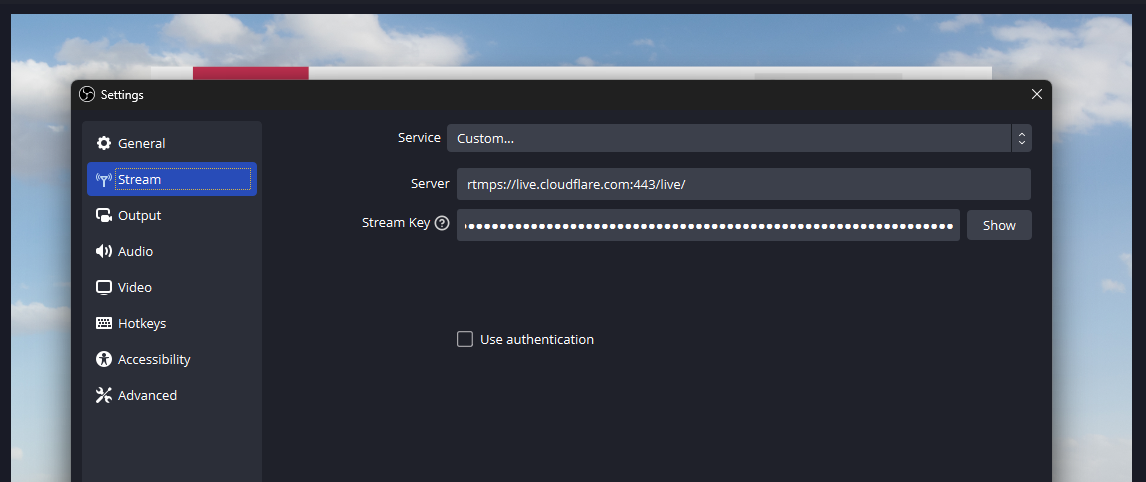 Settings
General
Stream
Output
Audio
Video
Hotkeys
Accessibility
Advanced
Service Custom...
Server rtmps://live.cloudflare.com:443/live/
Stream Key ? ●●●●●●●●●●●●●●●●●●●●●●●●●●●●●●●●●●●●●●●●●●●●●●●●●●●●●●●●●●●●●●● Show
Use authentication